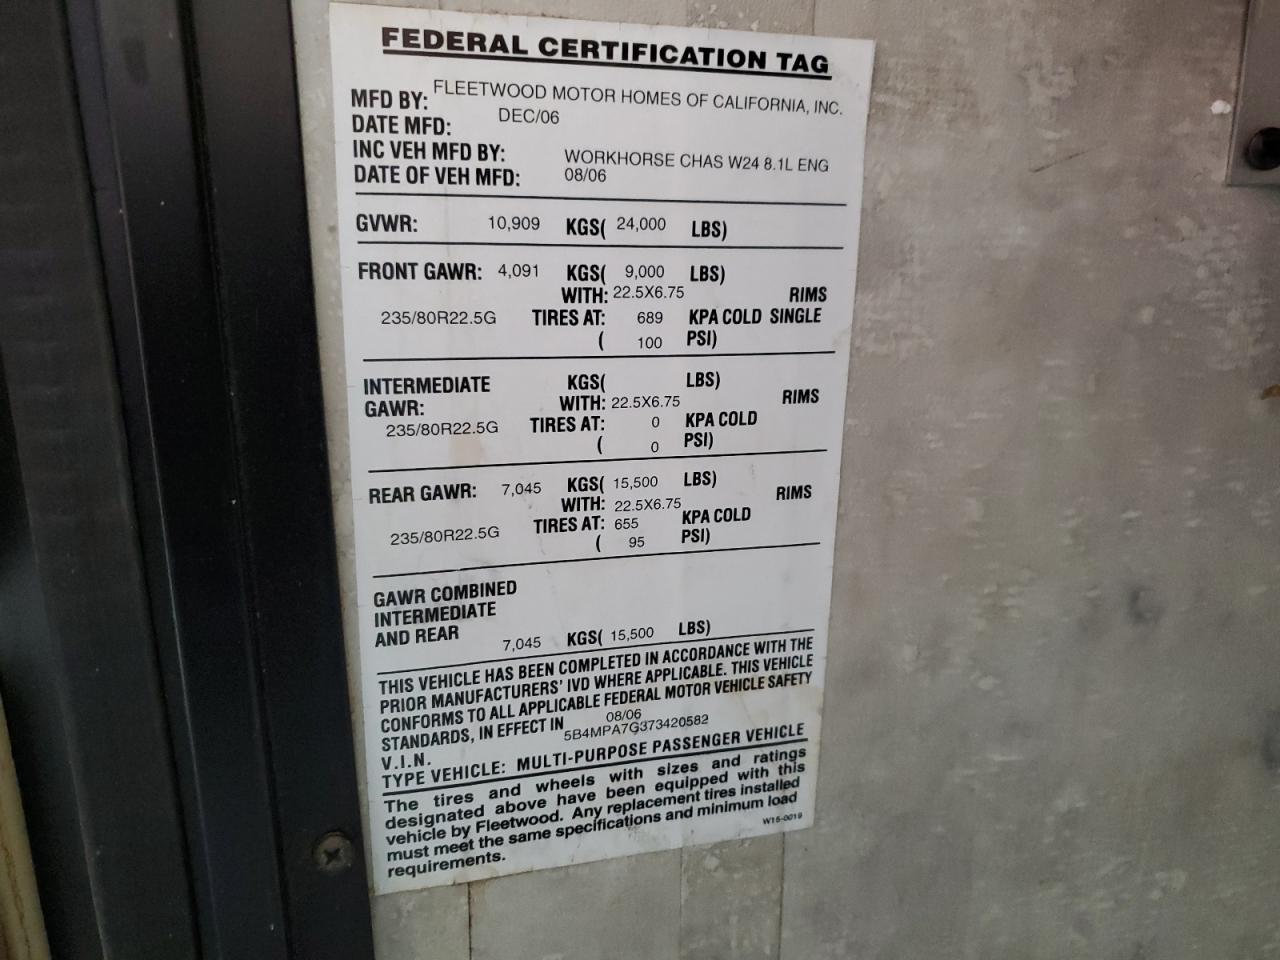 FEDERAL CERTIFICATION TAG
MFD BY: FLEETWOOD MOTOR HOMES OF CALIFORNIA, INC.
DATE MFD: DEC/06
INC VEH MFD BY: WORKHORSE CHAS W24 8.1L ENG
DATE OF VEH MFD: 08/06
GVWR: 10,909 KGS( 24,000 LBS)
FRONT GAWR: 4,091 KGS( 9,000 LBS)
WITH: 22.5X6.75 RIMS
235/80R22.5G TIRES AT: 689 KPA COLD SINGLE
( 100 PSI)
INTERMEDIATE KGS( LBS)
GAWR: WITH: 22.5X6.75 RIMS
235/80R22.5G TIRES AT: 0 KPA COLD
( 0 PSI)
REAR GAWR: 7,045 KGS( 15,500 LBS)
WITH: 22.5X6.75 RIMS
235/80R22.5G TIRES AT: 655 KPA COLD
( 95 PSI)
GAWR COMBINED
INTERMEDIATE
AND REAR 7,045 KGS( 15,500 LBS)
THIS VEHICLE HAS BEEN COMPLETED IN ACCORDANCE WITH THE
PRIOR MANUFACTURERS' IVD WHERE APPLICABLE. THIS VEHICLE
CONFORMS TO ALL APPLICABLE FEDERAL MOTOR VEHICLE SAFETY
STANDARDS, IN EFFECT IN 08/06
V.I.N. 5B4MPA7G373420582
TYPE VEHICLE: MULTI-PURPOSE PASSENGER VEHICLE
The tires and wheels with sizes and ratings
designated above have been equipped with this
vehicle by Fleetwood. Any replacement tires installed
must meet the same specifications and minimum load
requirements. W15-0019